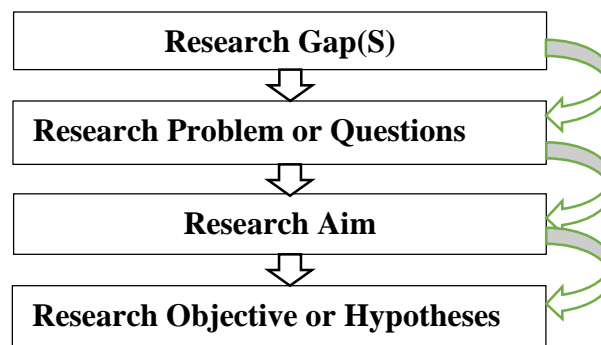 Research Gap(S)
Research Problem or Questions
Research Aim
Research Objective or Hypotheses